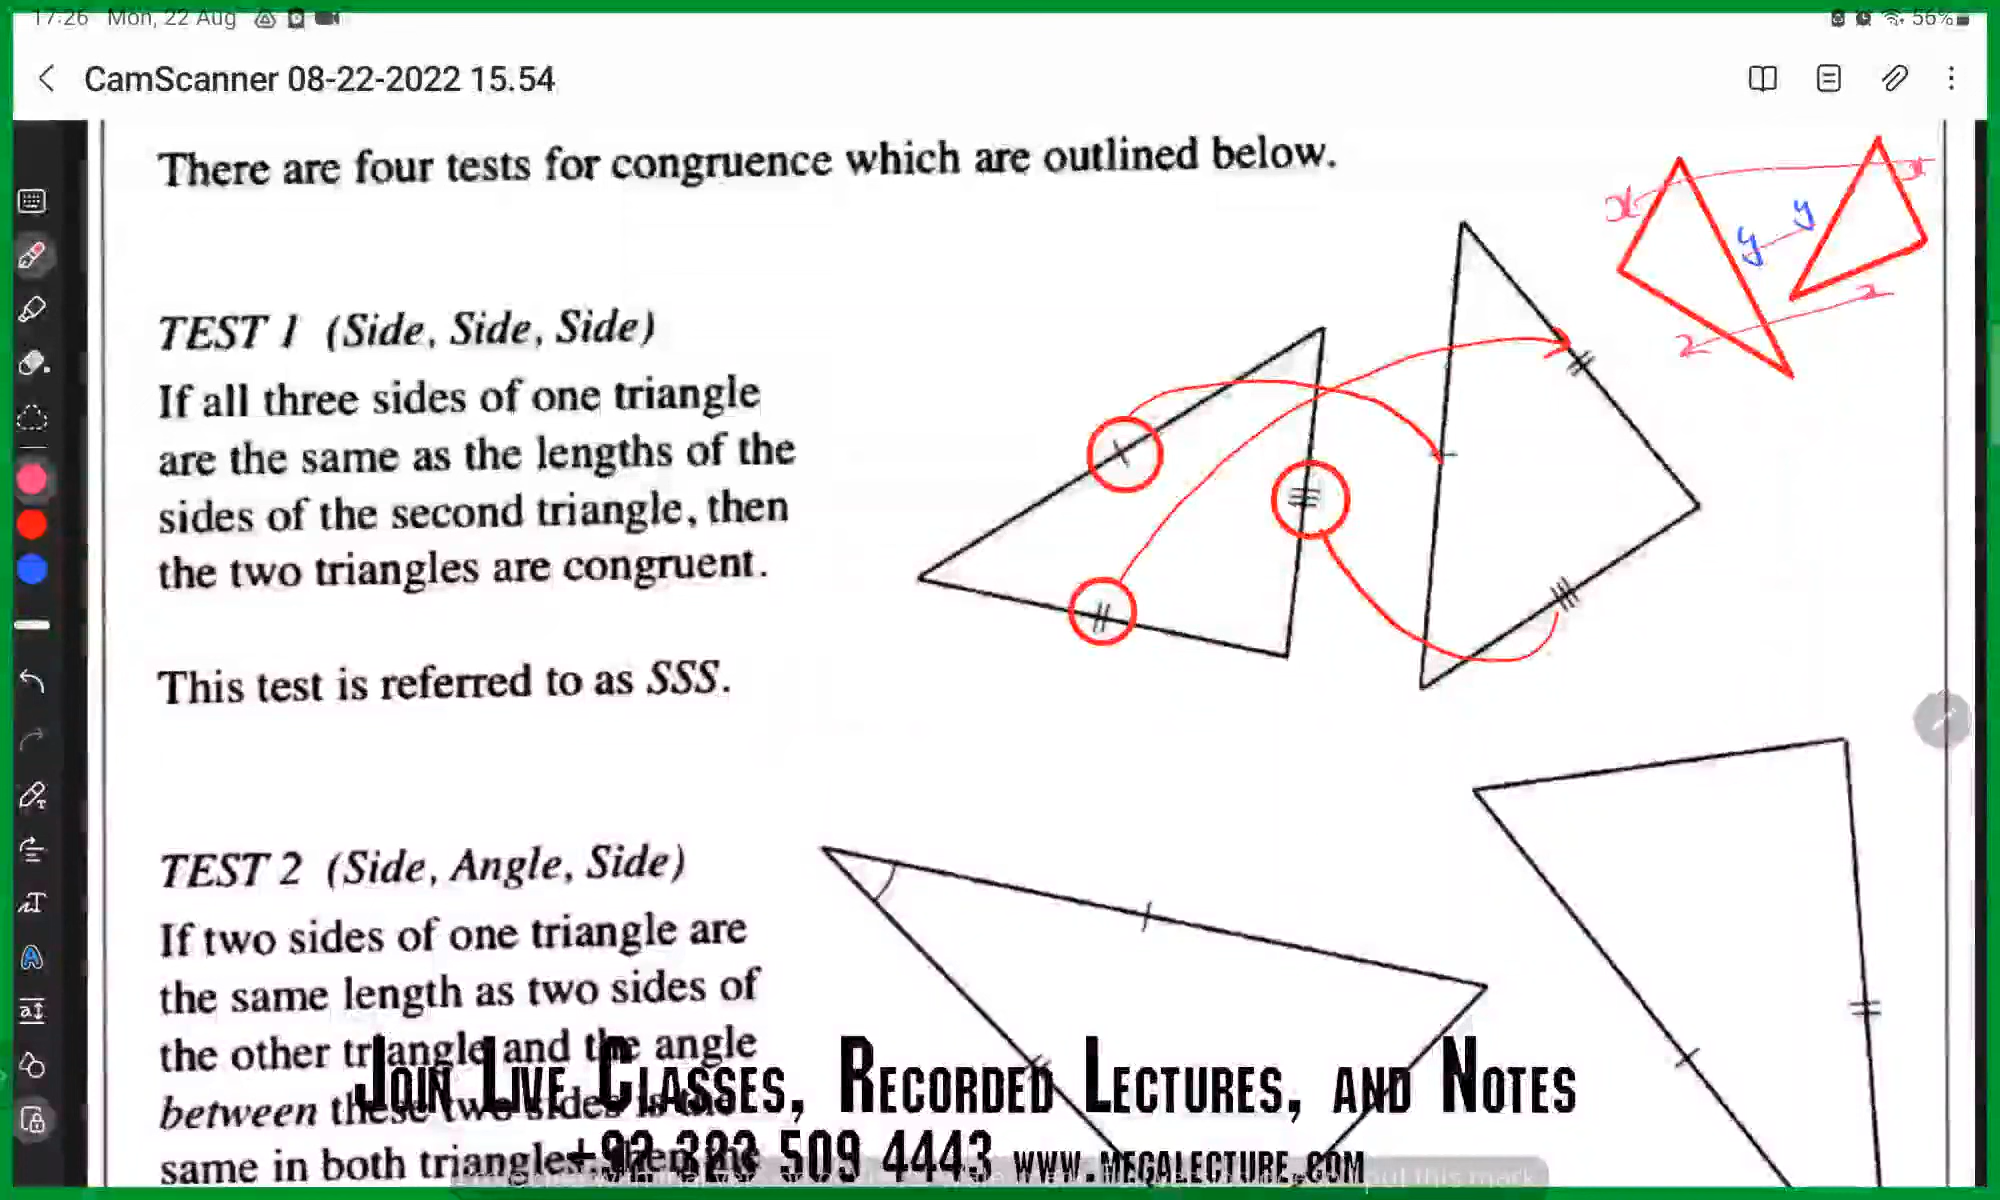 17:26 Mon, 22 Aug
56%
CamScanner 08-22-2022 15.54
There are four tests for congruence which are outlined below.
x
x
y
y
z
z
TEST 1 (Side, Side, Side)
If all three sides of one triangle
are the same as the lengths of the
sides of the second triangle, then
the two triangles are congruent.
This test is referred to as SSS.
TEST 2 (Side, Angle, Side)
If two sides of one triangle are
the same length as two sides of
the other triangle and the angle
between these two sides is the
same in both triangles, then the
JOIN LIVE CLASSES, RECORDED LECTURES, AND NOTES
+92 323 509 4443 WWW.MEGALECTURE.COM
put this mark